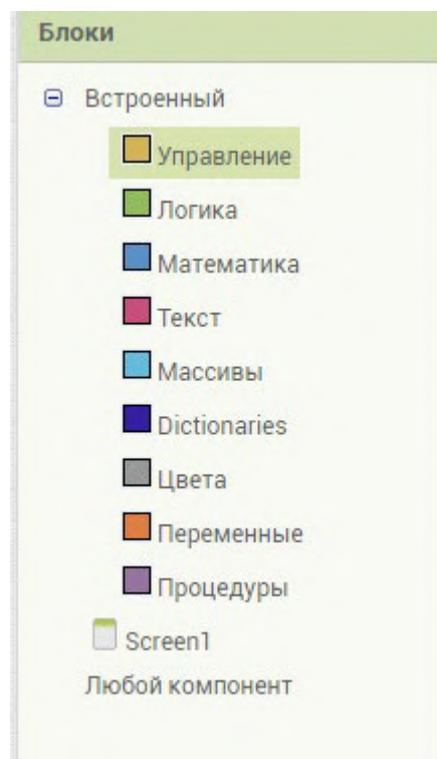 Блоки
Встроенный
Управление
Логика
Математика
Текст
Массивы
Dictionaries
Цвета
Переменные
Процедуры
Screen1
Любой компонент